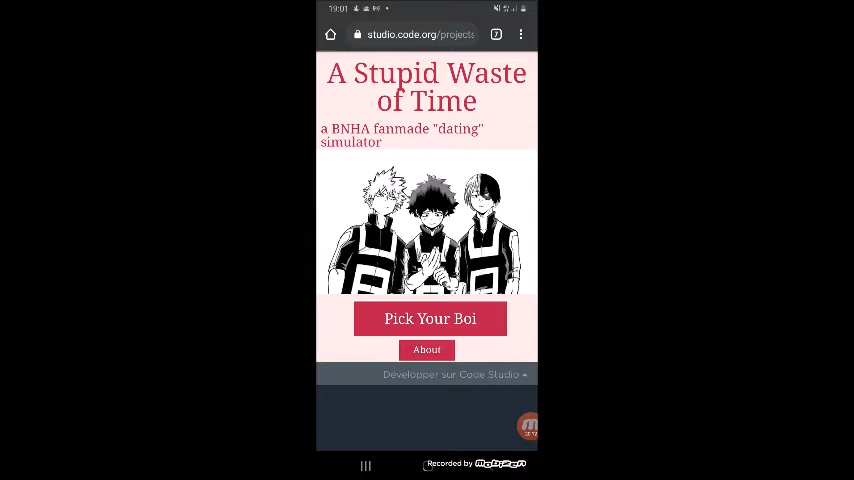 19:01
studio.code.org/projects
7
A Stupid Waste
of Time
a BNHA fanmade "dating"
simulator
Pick Your Boi
About
Développer sur Code Studio
Recorded by mobizen